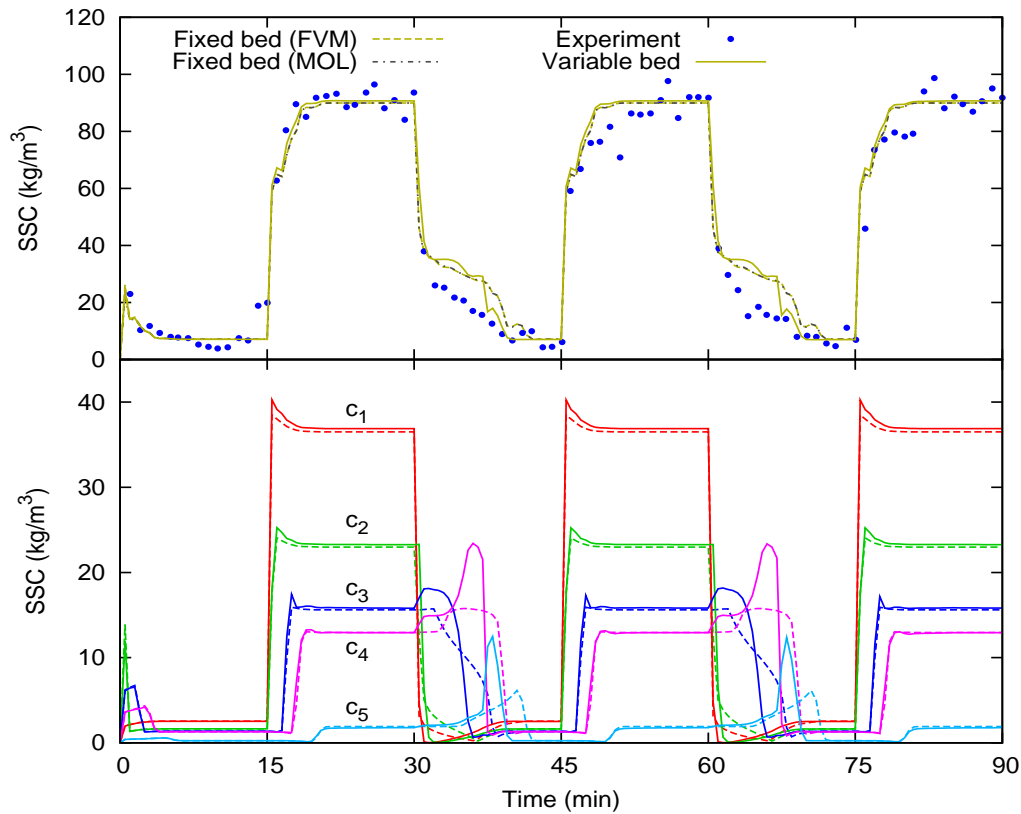 120
100
80
60
40
20
0
SSC (kg/m³)
Fixed bed (FVM) Experiment
Fixed bed (MOL) Variable bed
40
30
20
10
0
SSC (kg/m³)
c₁
c₂
c₃
c₄
c₅
0 15 30 45 60 75 90
Time (min)